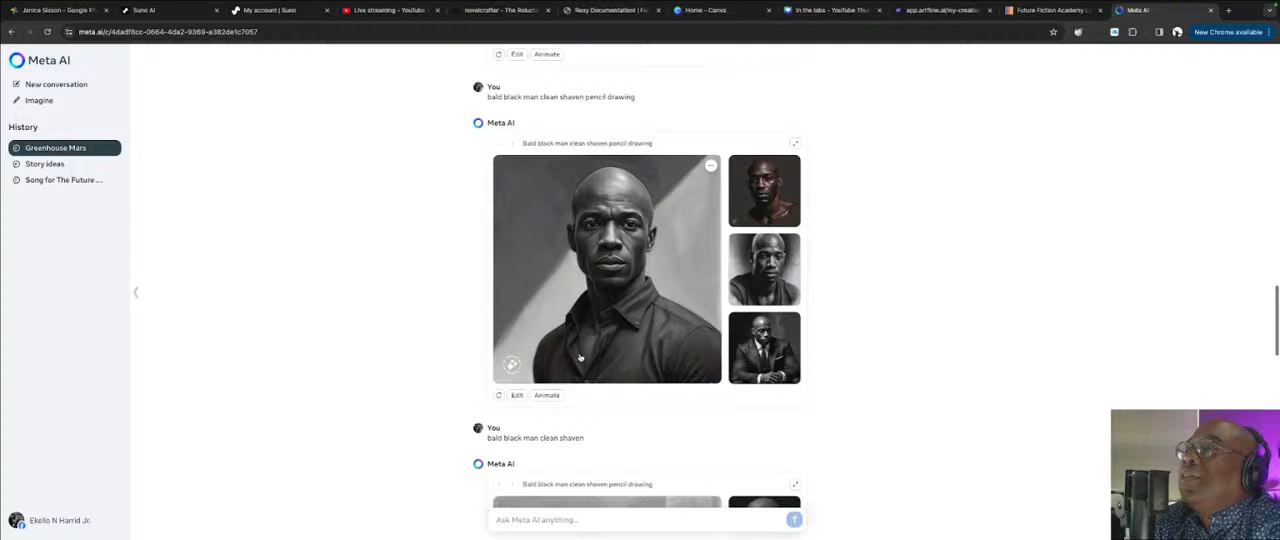 Janice Sisson - Google Ph
Suno AI
My account | Suno
Live streaming - YouTube
novelcrafter - The Reluct
Rexy Documentation! | Fu
Home - Canva
In the labs - YouTube Thu
app.artflow.ai/my-creatio
Future Fiction Academy L
Meta AI
meta.ai/c/4dadf8cc-0664-4da2-9369-a382de1c7057
New Chrome available
Meta AI
New conversation
Imagine
History
Greenhouse Mars
Story ideas
Song for The Future ...
Edit Animate
You
bald black man clean shaven pencil drawing
Meta AI
Bald black man clean shaven pencil drawing
Edit Animate
You
bald black man clean shaven
Meta AI
Bald black man clean shaven pencil drawing
Ask Meta AI anything...
Ekello N Harrid Jr.